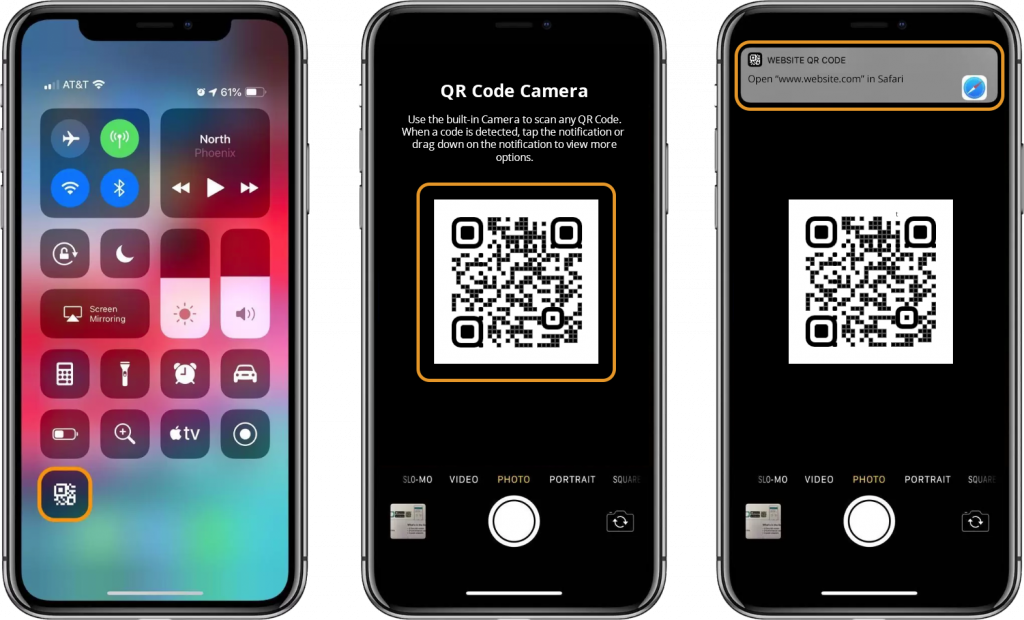 AT&T
61%
North
Phoenix
Screen
Mirroring
tv
QR Code Camera
Use the built-in Camera to scan any QR Code.
When a code is detected, tap the notification or
drag down on the notification to view more
options.
SLO-MO VIDEO PHOTO PORTRAIT SQUARE
WEBSITE QR CODE
Open "www.website.com" in Safari
SLO-MO VIDEO PHOTO PORTRAIT SQUAR